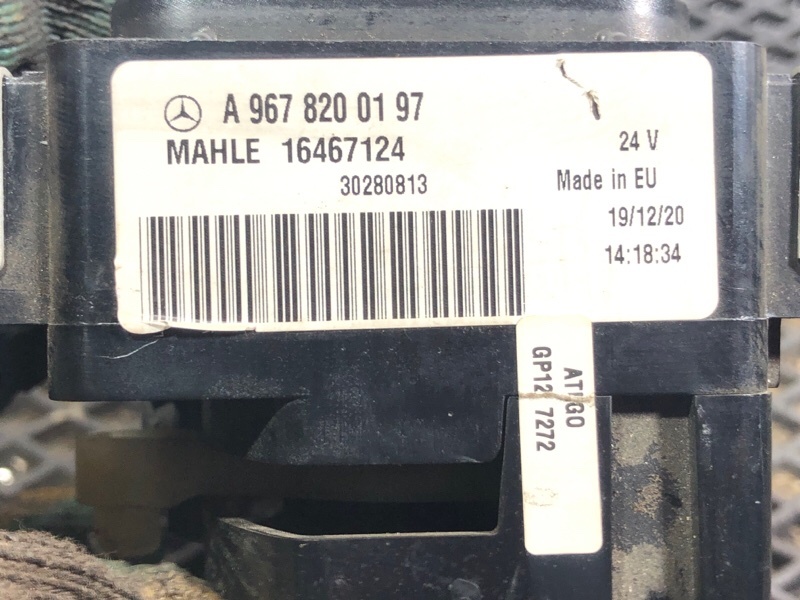 A 967 820 01 97
MAHLE 16467124
30280813
24 V
Made in EU
19/12/20
14:18:34
GP12 7272